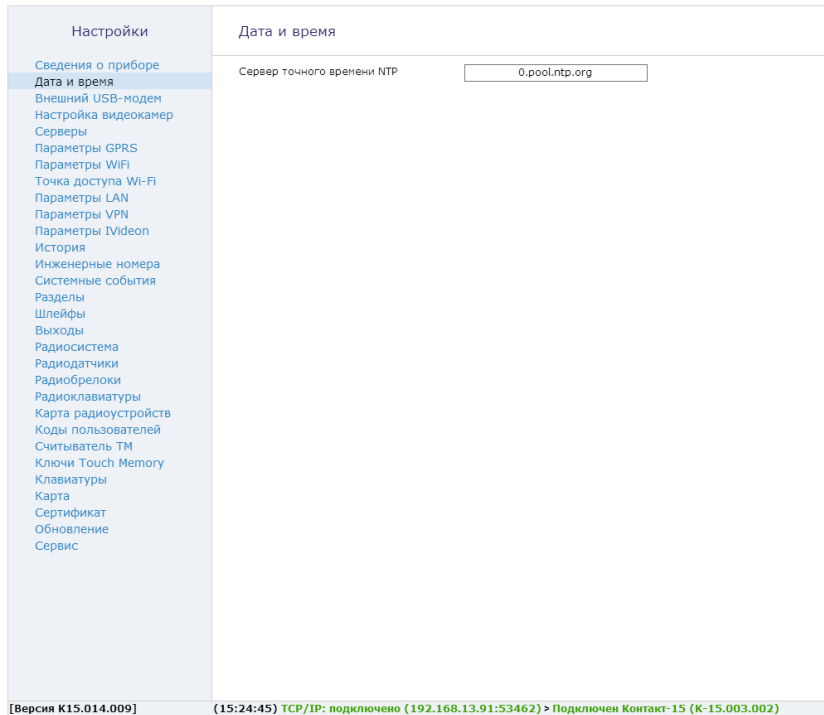 Настройки
Дата и время
Сведения о приборе
Дата и время
Внешний USB-модем
Настройка видеокамер
Серверы
Параметры GPRS
Параметры WiFi
Точка доступа Wi-Fi
Параметры LAN
Параметры VPN
Параметры IVideon
История
Инженерные номера
Системные события
Разделы
Шлейфы
Выходы
Радиосистема
Радиодатчики
Радиобрелоки
Радиоклавиатуры
Карта радиоустройств
Коды пользователей
Считыватель ТМ
Ключи Touch Memory
Клавиатуры
Карта
Сертификат
Обновление
Сервис
Сервер точного времени NTP
0.pool.ntp.org
[Версия K15.014.009]
(15:24:45) TCP/IP: подключено (192.168.13.91:53462) > Подключен Контакт-15 (К-15.003.002)